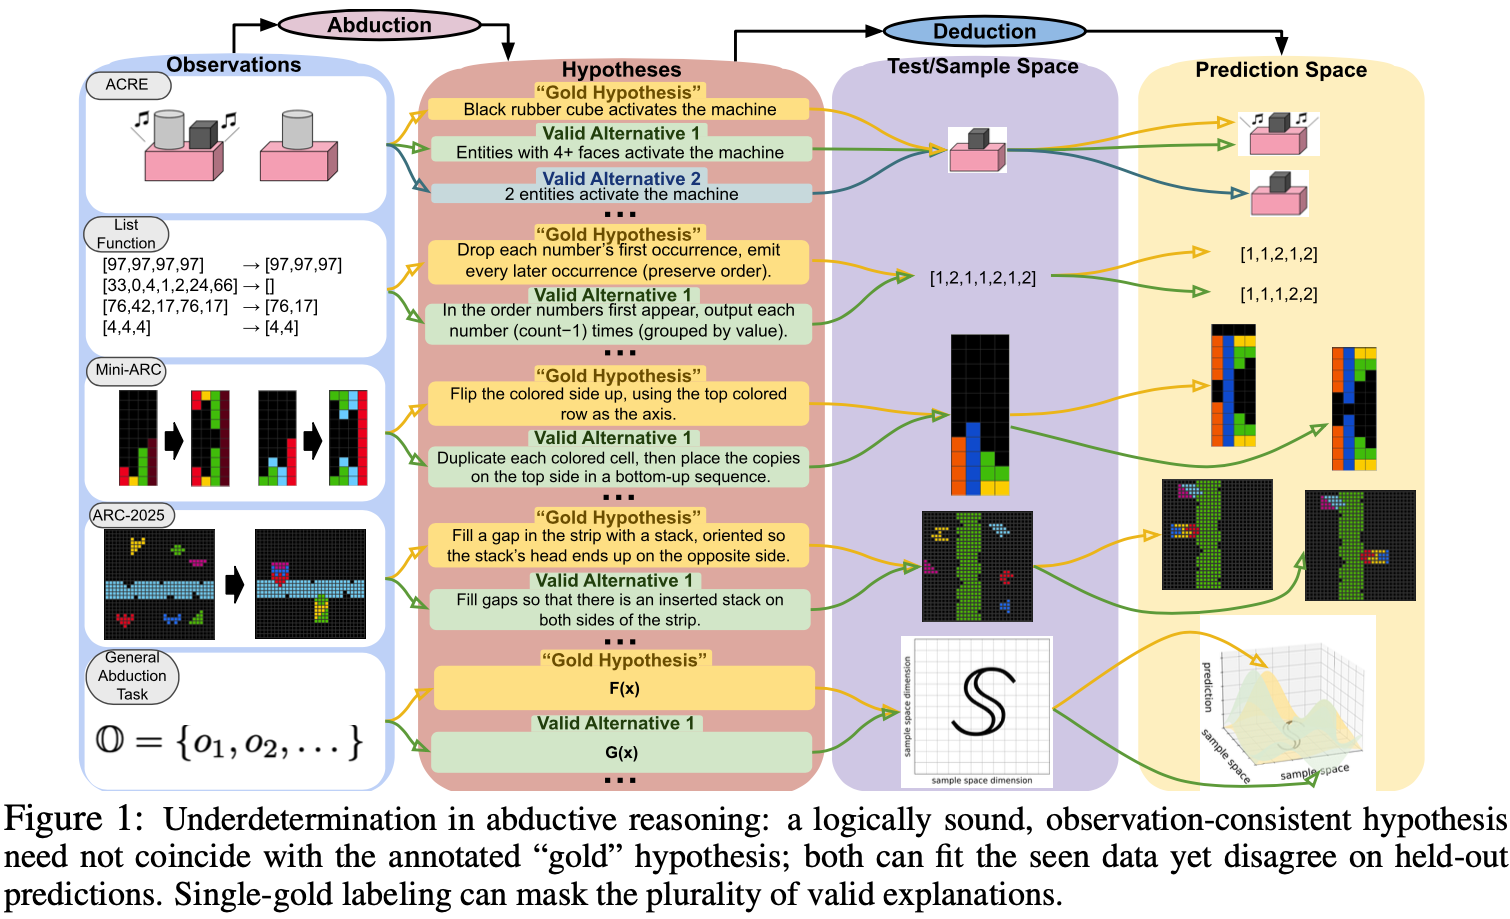 Abduction
Deduction
Observations
Hypotheses
Test/Sample Space
Prediction Space
ACRE
“Gold Hypothesis”
Black rubber cube activates the machine
Valid Alternative 1
Entities with 4+ faces activate the machine
Valid Alternative 2
2 entities activate the machine
...
List
Function
[97,97,97,97] → [97,97,97]
[33,0,4,1,2,24,66] → []
[76,42,17,76,17] → [76,17]
[4,4,4] → [4,4]
“Gold Hypothesis”
Drop each number’s first occurrence, emit
every later occurrence (preserve order).
Valid Alternative 1
In the order numbers first appear, output each
number (count−1) times (grouped by value).
...
[1,2,1,1,2,1,2]
[1,1,2,1,2]
[1,1,1,2,2]
Mini-ARC
“Gold Hypothesis”
Flip the colored side up, using the top colored
row as the axis.
Valid Alternative 1
Duplicate each colored cell, then place the copies
on the top side in a bottom-up sequence.
...
ARC-2025
“Gold Hypothesis”
Fill a gap in the strip with a stack, oriented so
the stack’s head ends up on the opposite side.
Valid Alternative 1
Fill gaps so that there is an inserted stack on
both sides of the strip.
...
General
Abduction
Task
𝕆 = {o₁, o₂, . . . }
“Gold Hypothesis”
F(x)
Valid Alternative 1
G(x)
...
sample space dimension
𝕊
sample space dimension
prediction
sample space
sample space
Figure 1: Underdetermination in abductive reasoning: a logically sound, observation-consistent hypothesis
need not coincide with the annotated “gold” hypothesis; both can fit the seen data yet disagree on held-out
predictions. Single-gold labeling can mask the plurality of valid explanations.